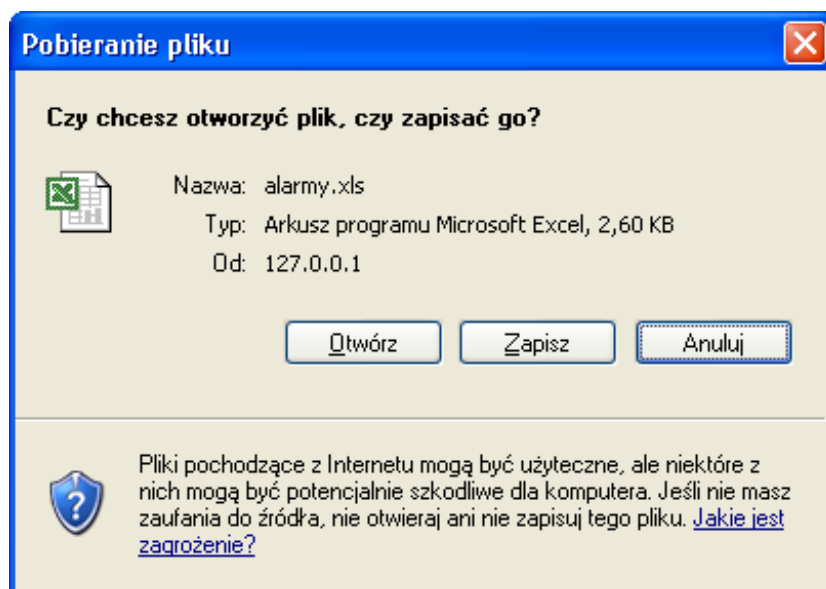 Pobieranie pliku
Czy chcesz otworzyć plik, czy zapisać go?
Nazwa: alarmy.xls
Typ: Arkusz programu Microsoft Excel, 2,60 KB
Od: 127.0.0.1
Otwórz Zapisz Anuluj
Pliki pochodzące z Internetu mogą być użyteczne, ale niektóre z
nich mogą być potencjalnie szkodliwe dla komputera. Jeśli nie masz
zaufania do źródła, nie otwieraj ani nie zapisuj tego pliku. Jakie jest
zagrożenie?